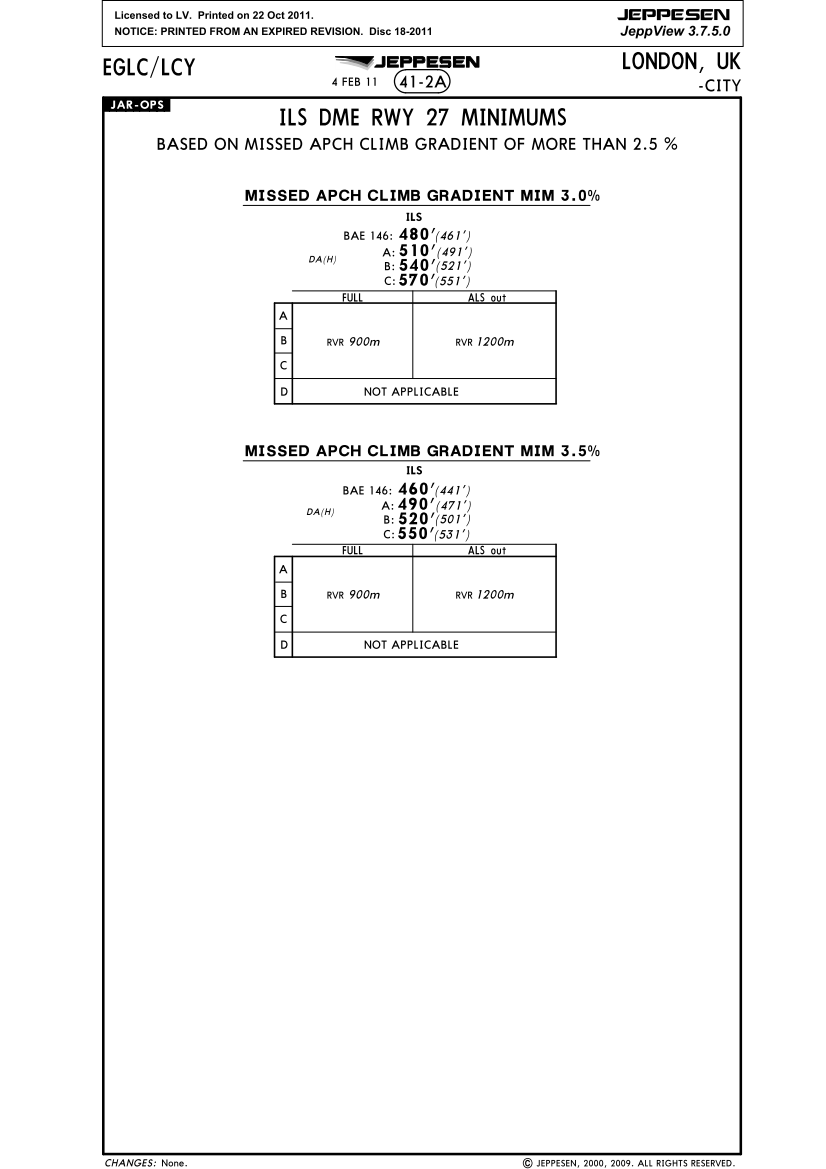 Licensed to LV. Printed on 22 Oct 2011.
NOTICE: PRINTED FROM AN EXPIRED REVISION. Disc 18-2011
JEPPESEN
JeppView 3.7.5.0
EGLC/LCY
JEPPESEN
LONDON, UK
4 FEB 11 41-2A
-CITY
JAR-OPS
ILS DME RWY 27 MINIMUMS
BASED ON MISSED APCH CLIMB GRADIENT OF MORE THAN 2.5 %
MISSED APCH CLIMB GRADIENT MIM 3.0%
ILS
BAE 146: 480'(461')
DA(H)
A: 510'(491')
B: 540'(521')
C: 570'(551')
FULL ALS out
A
B RVR 900m RVR 1200m
C
D NOT APPLICABLE
MISSED APCH CLIMB GRADIENT MIM 3.5%
ILS
BAE 146: 460'(441')
DA(H)
A: 490'(471')
B: 520'(501')
C: 550'(531')
FULL ALS out
A
B RVR 900m RVR 1200m
C
D NOT APPLICABLE
CHANGES: None.
© JEPPESEN, 2000, 2009. ALL RIGHTS RESERVED.